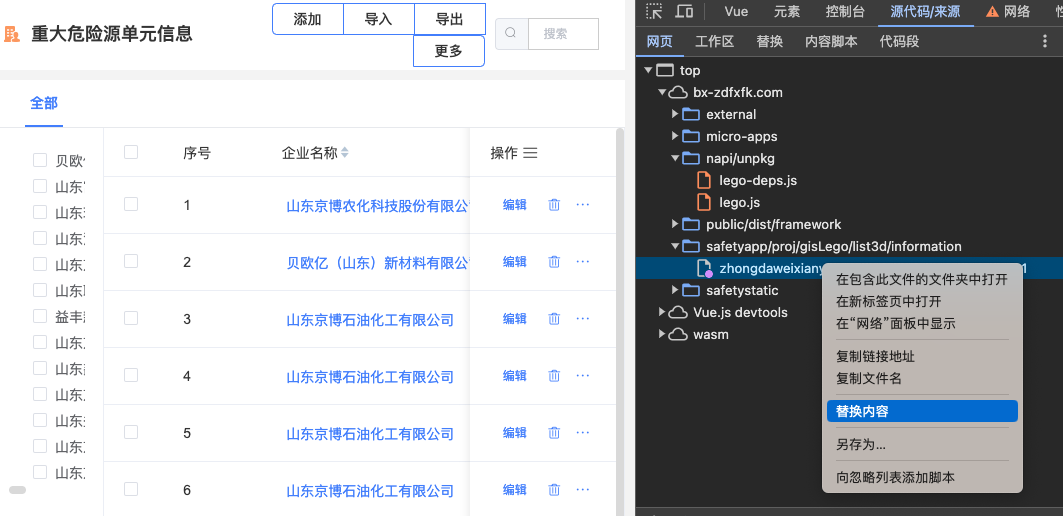 重大危险源单元信息
添加
导入
导出
更多
搜索
全部
贝欧
山东
山东
山东
山东
山东
益丰
山东
山东
山东
山东
山东
山东
序号
企业名称
操作
1
山东京博农化科技股份有限公
编辑
2
贝欧亿（山东）新材料有限公
编辑
3
山东京博石油化工有限公司
编辑
4
山东京博石油化工有限公司
编辑
5
山东京博石油化工有限公司
编辑
6
山东京博石油化工有限公司
编辑
Vue
元素
控制台
源代码/来源
网络
网页
工作区
替换
内容脚本
代码段
top
bx-zdfxfk.com
external
micro-apps
napi/unpkg
lego-deps.js
lego.js
public/dist/framework
safetyapp/proj/gisLego/list3d/information
zhongdaweixiany
1
safetystatic
Vue.js devtools
wasm
在包含此文件的文件夹中打开
在新标签页中打开
在“网络”面板中显示
复制链接地址
复制文件名
替换内容
另存为...
向忽略列表添加脚本